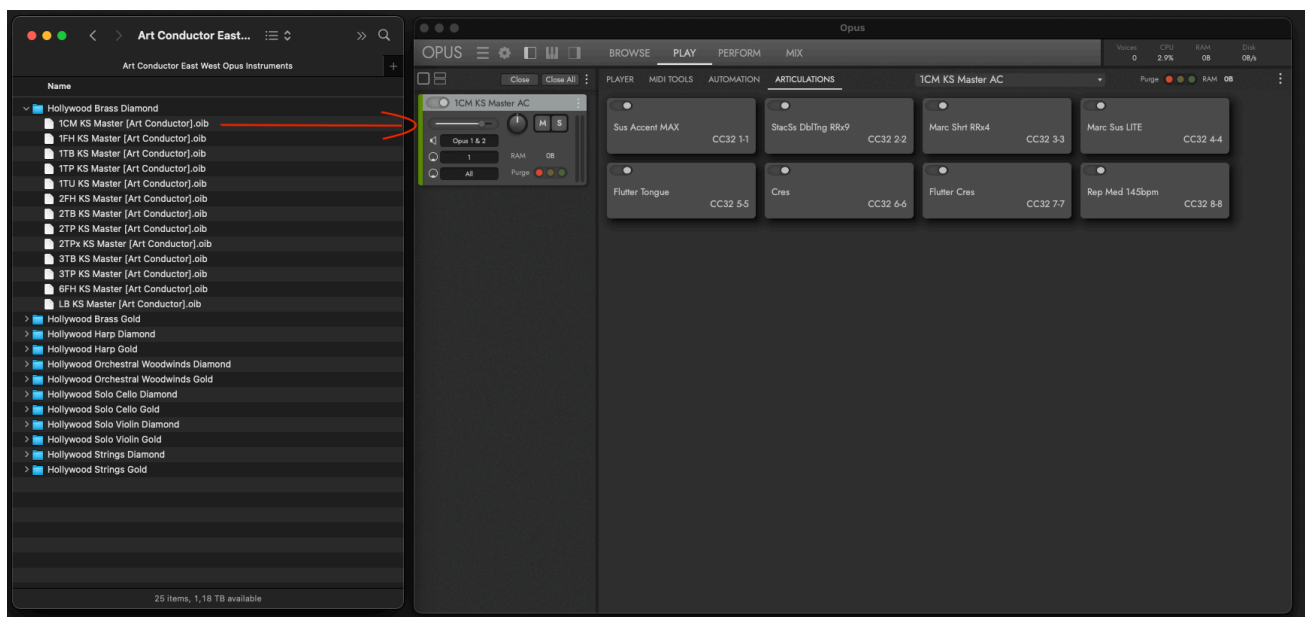 Art Conductor East...
Art Conductor East West Opus Instruments
+
Name
Hollywood Brass Diamond
1CM KS Master [Art Conductor].oib
1FH KS Master [Art Conductor].oib
1TB KS Master [Art Conductor].oib
1TP KS Master [Art Conductor].oib
1TU KS Master [Art Conductor].oib
2FH KS Master [Art Conductor].oib
2TB KS Master [Art Conductor].oib
2TP KS Master [Art Conductor].oib
2TPx KS Master [Art Conductor].oib
3TB KS Master [Art Conductor].oib
3TP KS Master [Art Conductor].oib
6FH KS Master [Art Conductor].oib
LB KS Master [Art Conductor].oib
Hollywood Brass Gold
Hollywood Harp Diamond
Hollywood Harp Gold
Hollywood Orchestral Woodwinds Diamond
Hollywood Orchestral Woodwinds Gold
Hollywood Solo Cello Diamond
Hollywood Solo Cello Gold
Hollywood Solo Violin Diamond
Hollywood Solo Violin Gold
Hollywood Strings Diamond
Hollywood Strings Gold
25 items, 1,18 TB available
Opus
OPUS BROWSE PLAY PERFORM MIX
Voices CPU RAM Disk
0 2.9% 0B 0B/s
Close Close All
PLAYER MIDI TOOLS AUTOMATION ARTICULATIONS 1CM KS Master AC Purge RAM 0B
1CM KS Master AC
M S
Opus 1 & 2
1 RAM 0B
All Purge
Sus Accent MAX
CC32 1-1
StacSs DblTng RRx9
CC32 2-2
Marc Shrt RRx4
CC32 3-3
Marc Sus LITE
CC32 4-4
Flutter Tongue
CC32 5-5
Cres
CC32 6-6
Flutter Cres
CC32 7-7
Rep Med 145bpm
CC32 8-8